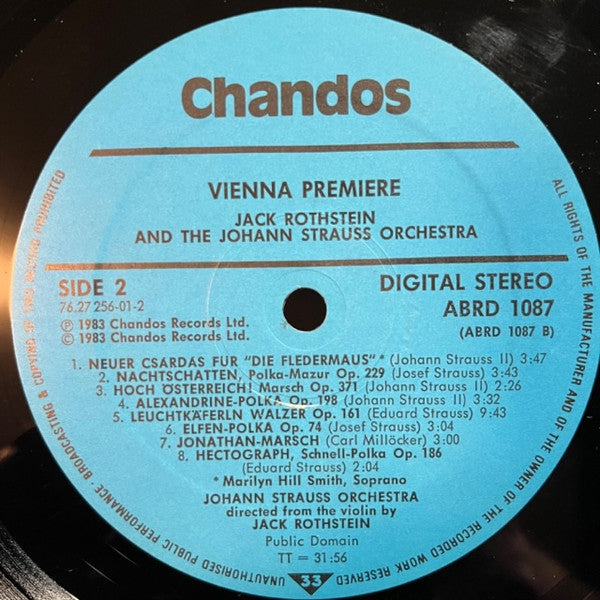 Chandos
VIENNA PREMIERE
JACK ROTHSTEIN
AND THE JOHANN STRAUSS ORCHESTRA
SIDE 2
76.27 256-01-2
DIGITAL STEREO
ABRD 1087
(ABRD 1087 B)
Ⓟ 1983 Chandos Records Ltd.
© 1983 Chandos Records Ltd.
1. NEUER CSARDAS FUR "DIE FLEDERMAUS"* (Johann Strauss II) 3:47
2. NACHTSCHATTEN, Polka-Mazur Op. 229 (Josef Strauss) 3:43
3. HOCH ÖSTERREICH! Marsch Op. 371 (Johann Strauss II) 2:26
4. ALEXANDRINE-POLKA Op. 198 (Johann Strauss II) 3:32
5. LEUCHTKÄFERLN WALZER Op. 161 (Eduard Strauss) 9:43
6. ELFEN-POLKA Op. 74 (Josef Strauss) 3:04
7. JONATHAN-MARSCH (Carl Millöcker) 3:00
8. HECTOGRAPH, Schnell-Polka Op. 186
(Eduard Strauss) 2:04
*Marilyn Hill Smith, Soprano
JOHANN STRAUSS ORCHESTRA
directed from the violin by
JACK ROTHSTEIN
Public Domain
TT = 31:56
33
ALL RIGHTS OF THE MANUFACTURER AND OF THE OWNER OF THE RECORDED WORK RESERVED
UNAUTHORISED PUBLIC PERFORMANCE, BROADCASTING & COPYING OF THIS RECORD PROHIBITED